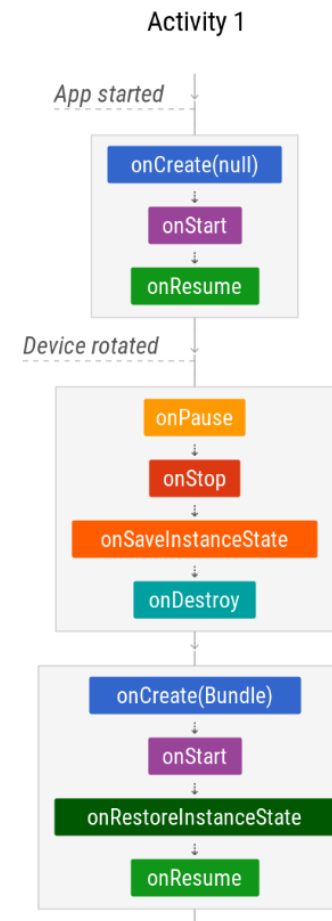 Activity 1
App started
onCreate(null)
onStart
onResume
Device rotated
onPause
onStop
onSaveInstanceState
onDestroy
onCreate(Bundle)
onStart
onRestoreInstanceState
onResume